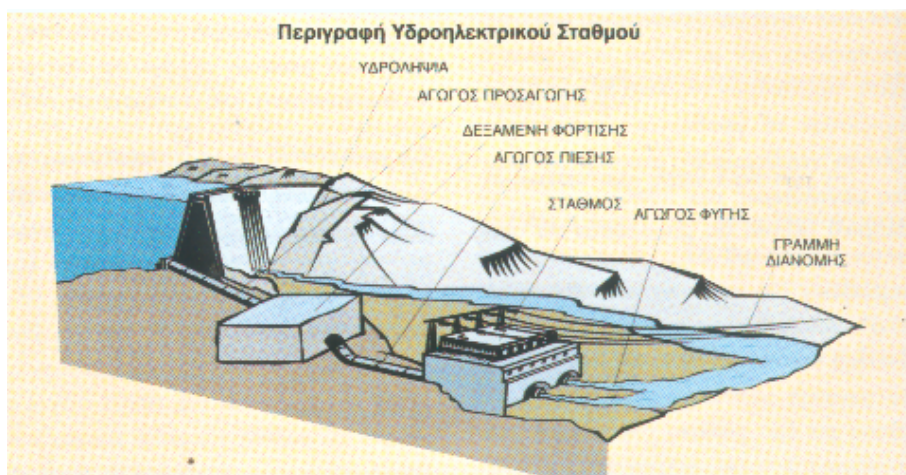 Περιγραφή Υδροηλεκτρικού Σταθμού
ΥΔΡΟΛΗΨΙΑ
ΑΓΩΓΟΣ ΠΡΟΣΑΓΩΓΗΣ
ΔΕΞΑΜΕΝΗ ΦΟΡΤΙΣΗΣ
ΑΓΩΓΟΣ ΠΙΕΣΗΣ
ΣΤΑΘΜΟΣ
ΑΓΩΓΟΣ ΦΥΓΗΣ
ΓΡΑΜΜΗ
ΔΙΑΝΟΜΗΣ